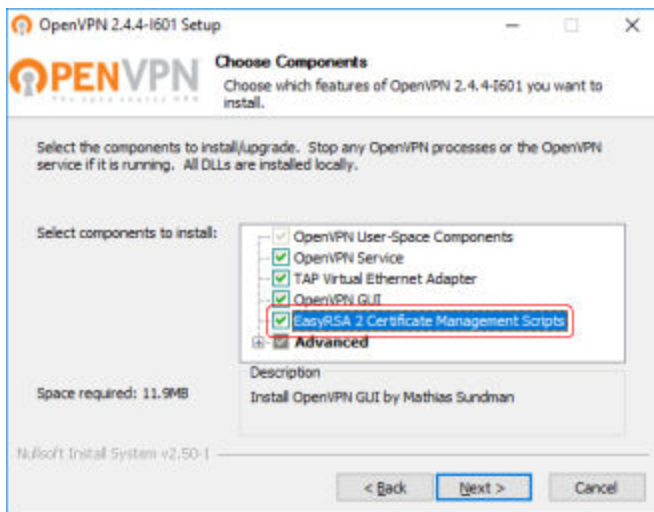 OpenVPN 2.4.4-I601 Setup
OPENVPN
Choose Components
Choose which features of OpenVPN 2.4.4-I601 you want to
install.
Select the components to install/upgrade. Stop any OpenVPN processes or the OpenVPN
service if it is running. All DLLs are installed locally.
Select components to install:
OpenVPN User-Space Components
OpenVPN Service
TAP Virtual Ethernet Adapter
OpenVPN GUI
EasyRSA 2 Certificate Management Scripts
Advanced
Space required: 11.9MB
Description
Install OpenVPN GUI by Mathias Sundman
Nullsoft Install System v2.50-1
< Back
Next >
Cancel